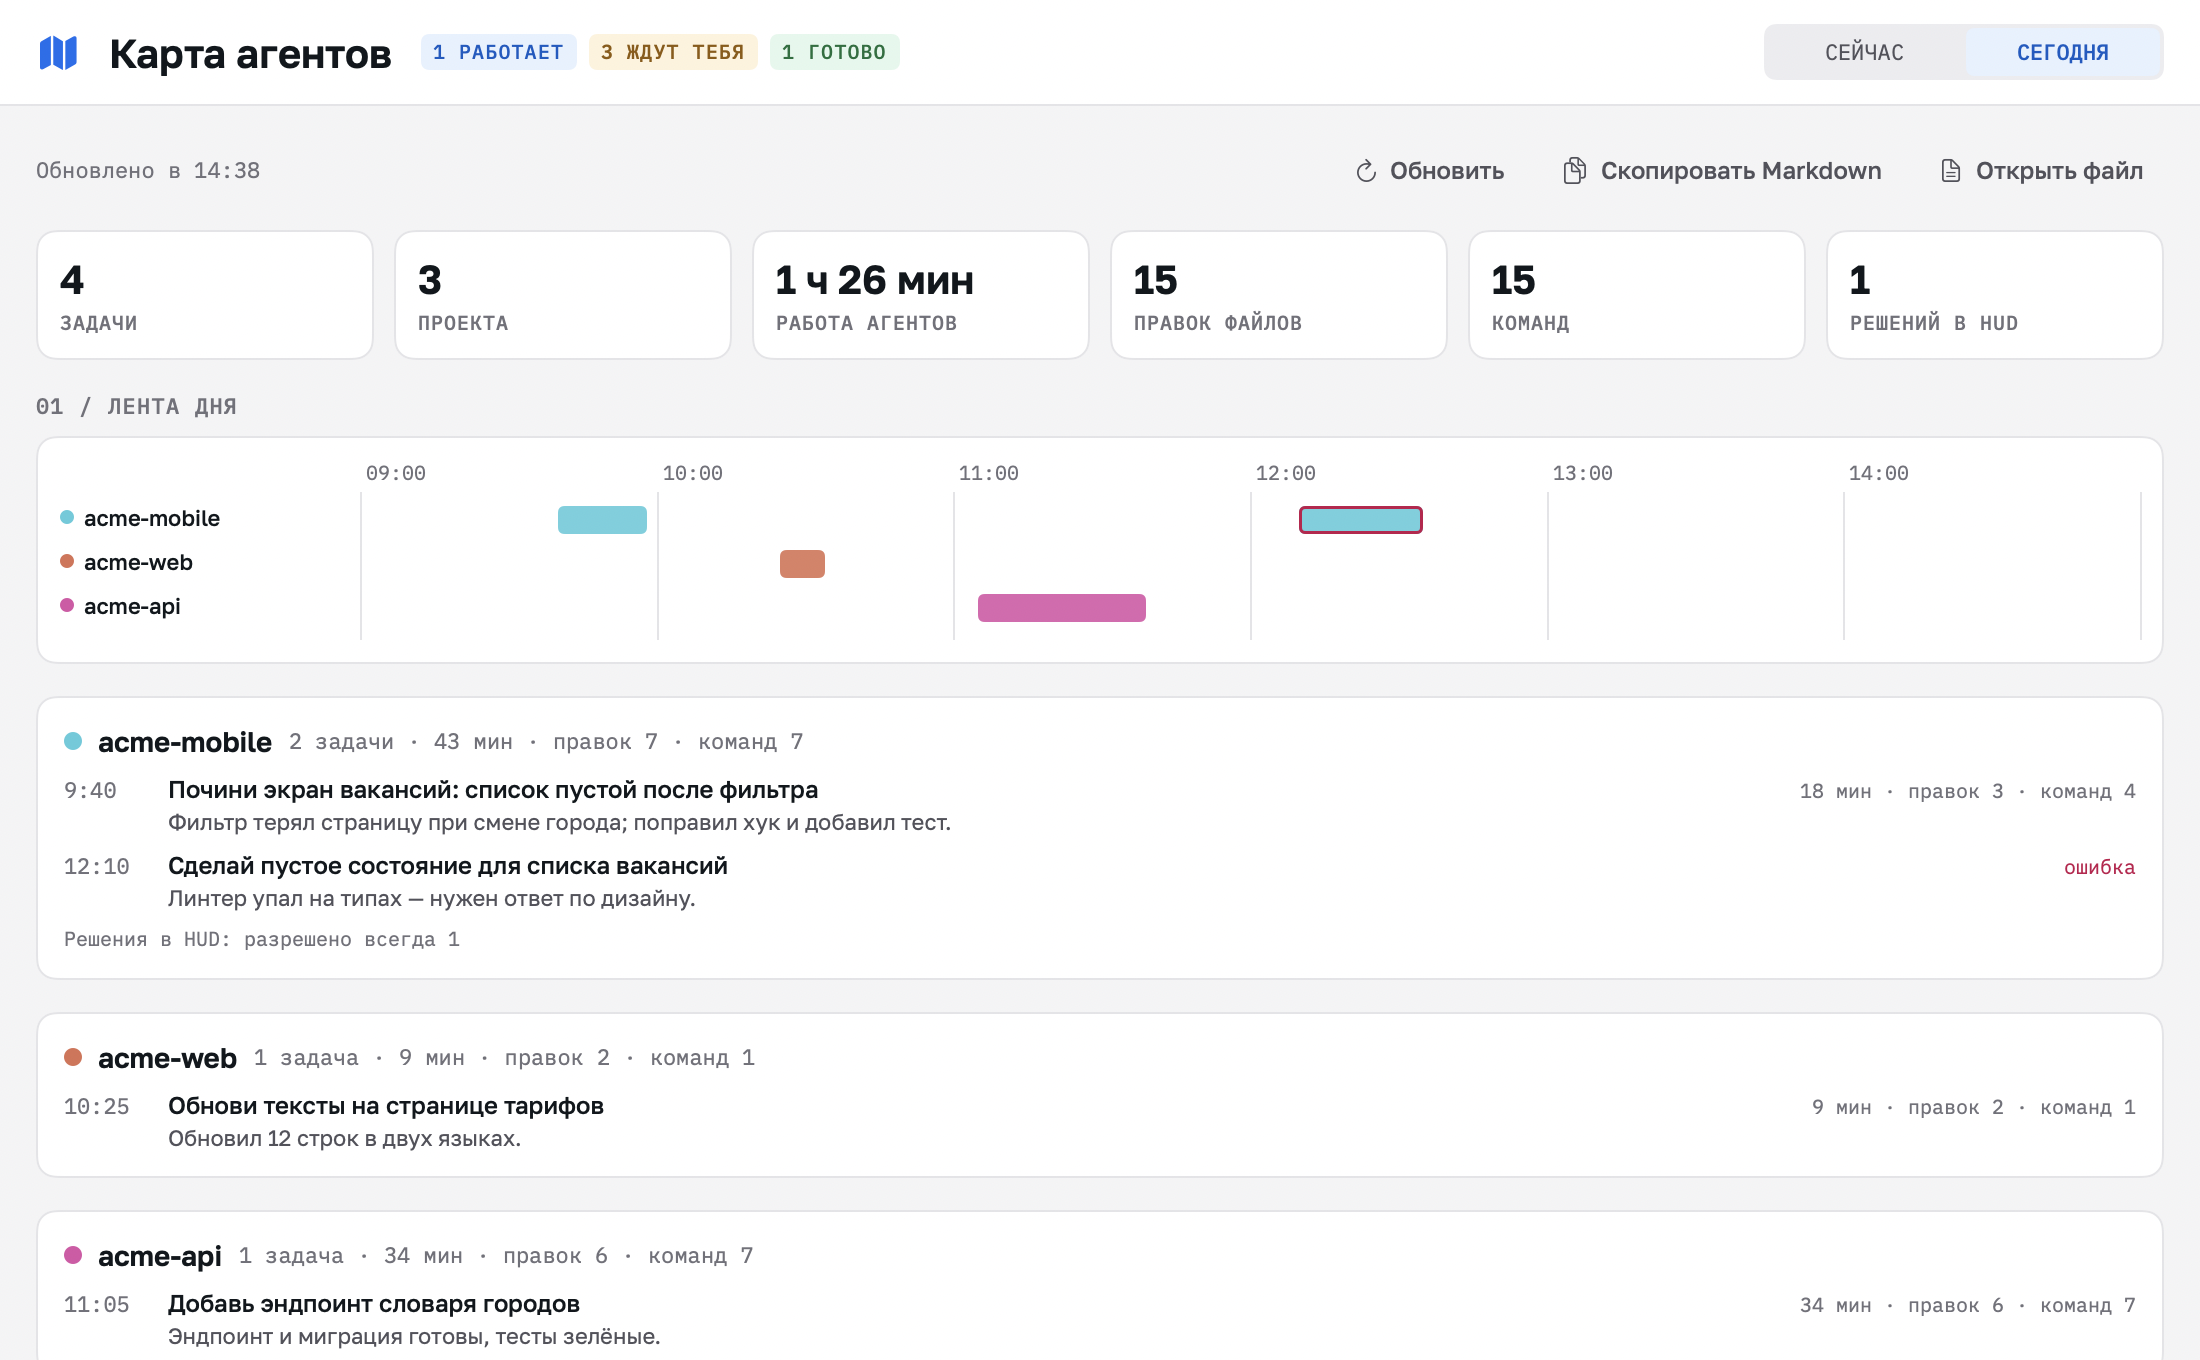 Карта агентов 1 РАБОТАЕТ 3 ЖДУТ ТЕБЯ 1 ГОТОВО СЕЙЧАС СЕГОДНЯ
Обновлено в 14:38 Обновить Скопировать Markdown Открыть файл
4 3 1 ч 26 мин 15 15 1
ЗАДАЧИ ПРОЕКТА РАБОТА АГЕНТОВ ПРАВОК ФАЙЛОВ КОМАНД РЕШЕНИЙ В HUD
01 / ЛЕНТА ДНЯ
09:00 10:00 11:00 12:00 13:00 14:00
acme-mobile
acme-web
acme-api
acme-mobile 2 задачи · 43 мин · правок 7 · команд 7
9:40 Почини экран вакансий: список пустой после фильтра 18 мин · правок 3 · команд 4
Фильтр терял страницу при смене города; поправил хук и добавил тест.
12:10 Сделай пустое состояние для списка вакансий ошибка
Линтер упал на типах — нужен ответ по дизайну.
Решения в HUD: разрешено всегда 1
acme-web 1 задача · 9 мин · правок 2 · команд 1
10:25 Обнови тексты на странице тарифов 9 мин · правок 2 · команд 1
Обновил 12 строк в двух языках.
acme-api 1 задача · 34 мин · правок 6 · команд 7
11:05 Добавь эндпоинт словаря городов 34 мин · правок 6 · команд 7
Эндпоинт и миграция готовы, тесты зелёные.